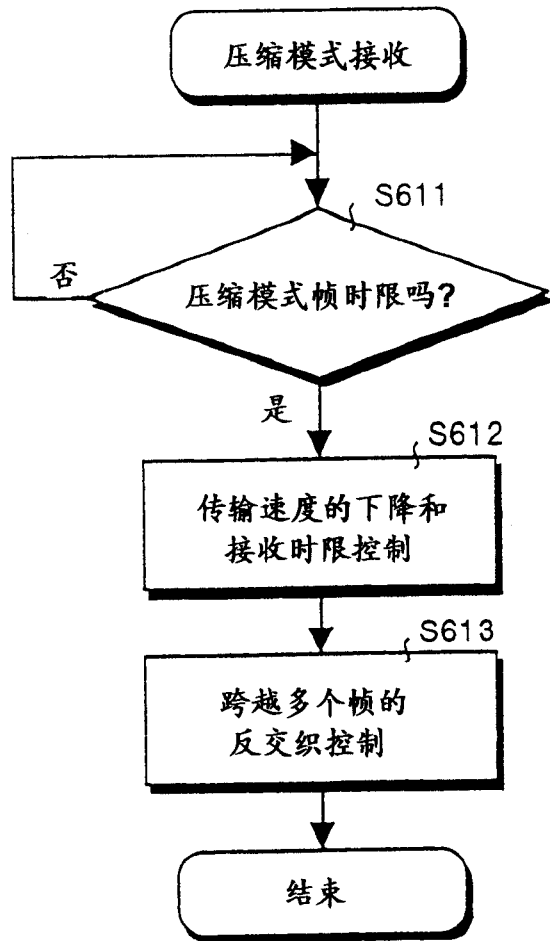 压缩模式接收
S611
压缩模式帧时限吗?
否
是
S612
传输速度的下降和
接收时限控制
S613
跨越多个帧的
反交织控制
结束